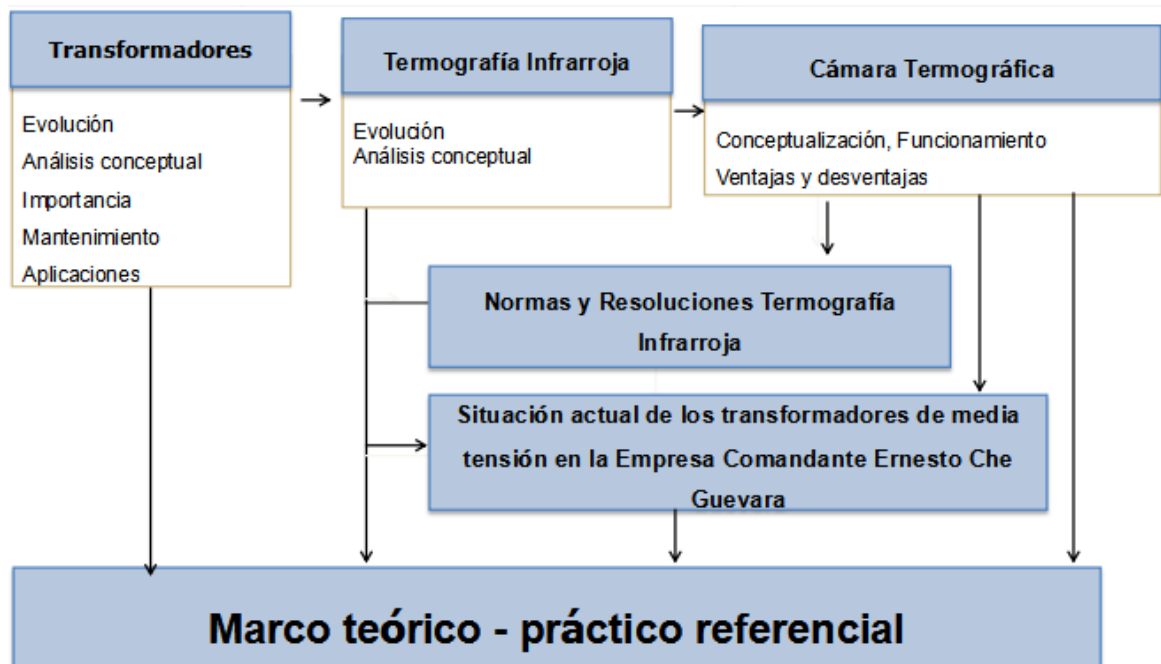 Transformadores
Evolución
Análisis conceptual
Importancia
Mantenimiento
Aplicaciones
Termografía Infrarroja
Evolución
Análisis conceptual
Cámara Termográfica
Conceptualización, Funcionamiento
Ventajas y desventajas
Normas y Resoluciones Termografía
Infrarroja
Situación actual de los transformadores de media
tensión en la Empresa Comandante Ernesto Che
Guevara
Marco teórico - práctico referencial